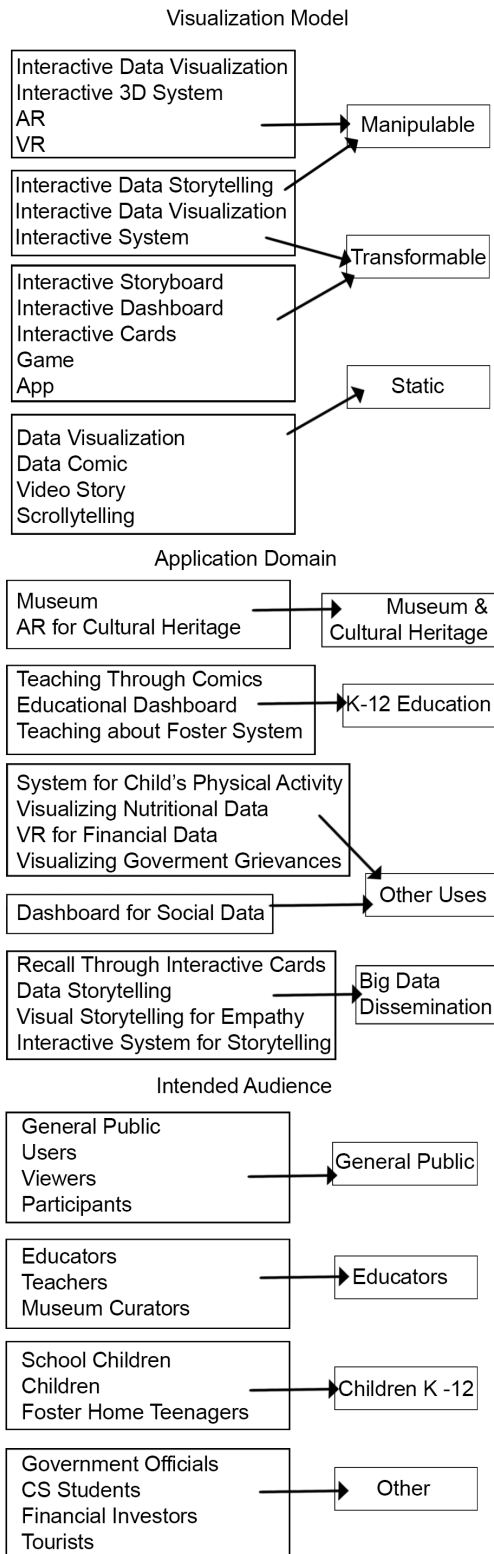 Visualization Model
Interactive Data Visualization
Interactive 3D System
AR
VR
Manipulable
Interactive Data Storytelling
Interactive Data Visualization
Interactive System
Transformable
Interactive Storyboard
Interactive Dashboard
Interactive Cards
Game
App
Static
Data Visualization
Data Comic
Video Story
Scrollytelling
Application Domain
Museum
AR for Cultural Heritage
Museum &
Cultural Heritage
Teaching Through Comics
Educational Dashboard
Teaching about Foster System
K-12 Education
System for Child's Physical Activity
Visualizing Nutritional Data
VR for Financial Data
Visualizing Goverment Grievances
Other Uses
Dashboard for Social Data
Recall Through Interactive Cards
Data Storytelling
Visual Storytelling for Empathy
Interactive System for Storytelling
Big Data
Dissemination
Intended Audience
General Public
Users
Viewers
Participants
General Public
Educators
Teachers
Museum Curators
Educators
School Children
Children
Foster Home Teenagers
Children K -12
Government Officials
CS Students
Financial Investors
Tourists
Other